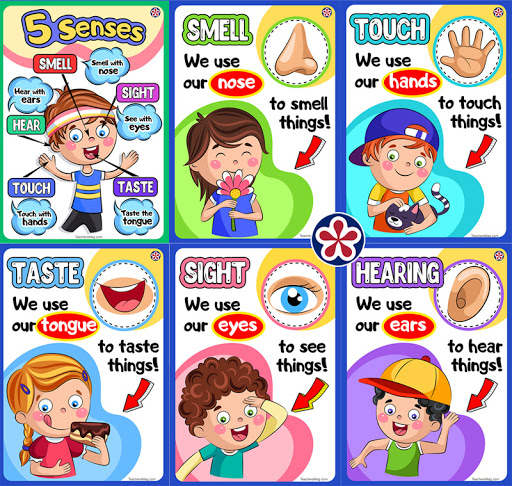 5 Senses
SMELL
Smell with
nose
Hear with
ears
SIGHT
HEAR
See with
eyes
TOUCH
TASTE
Touch with
hands
Taste the
tongue
SMELL
We use
our nose
to smell
things!
TOUCH
We use
our hands
to touch
things!
TASTE
We use
our tongue
to taste
things!
SIGHT
We use
our eyes
to see
things!
HEARING
We use
our ears
to hear
things!